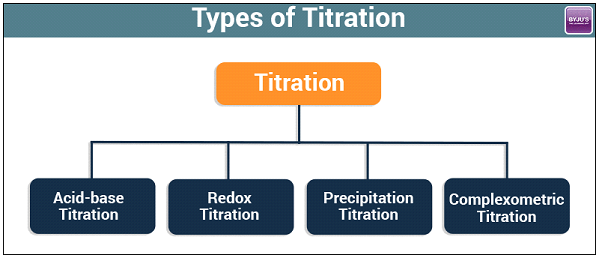 Types of Titration
BYJU'S
Titration
Acid-base
Titration
Redox
Titration
Precipitation
Titration
Complexometric
Titration